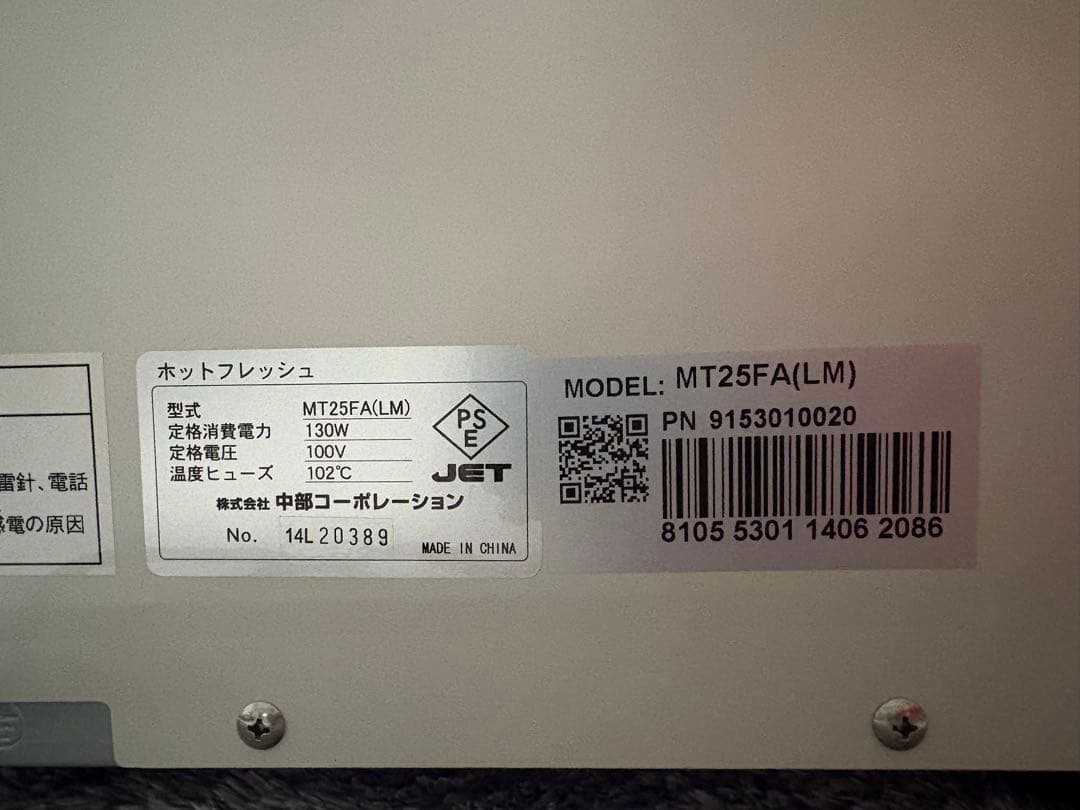 雷針、電話
電の原因
ホットフレッシュ
型式 MT25FA(LM)
定格消費電力 130W
定格電圧 100V
温度ヒューズ 102℃
PSE
JET
株式会社 中部コーポレーション
No. 14L20389
MADE IN CHINA
MODEL: MT25FA(LM)
PN 9153010020
8105 5301 1406 2086